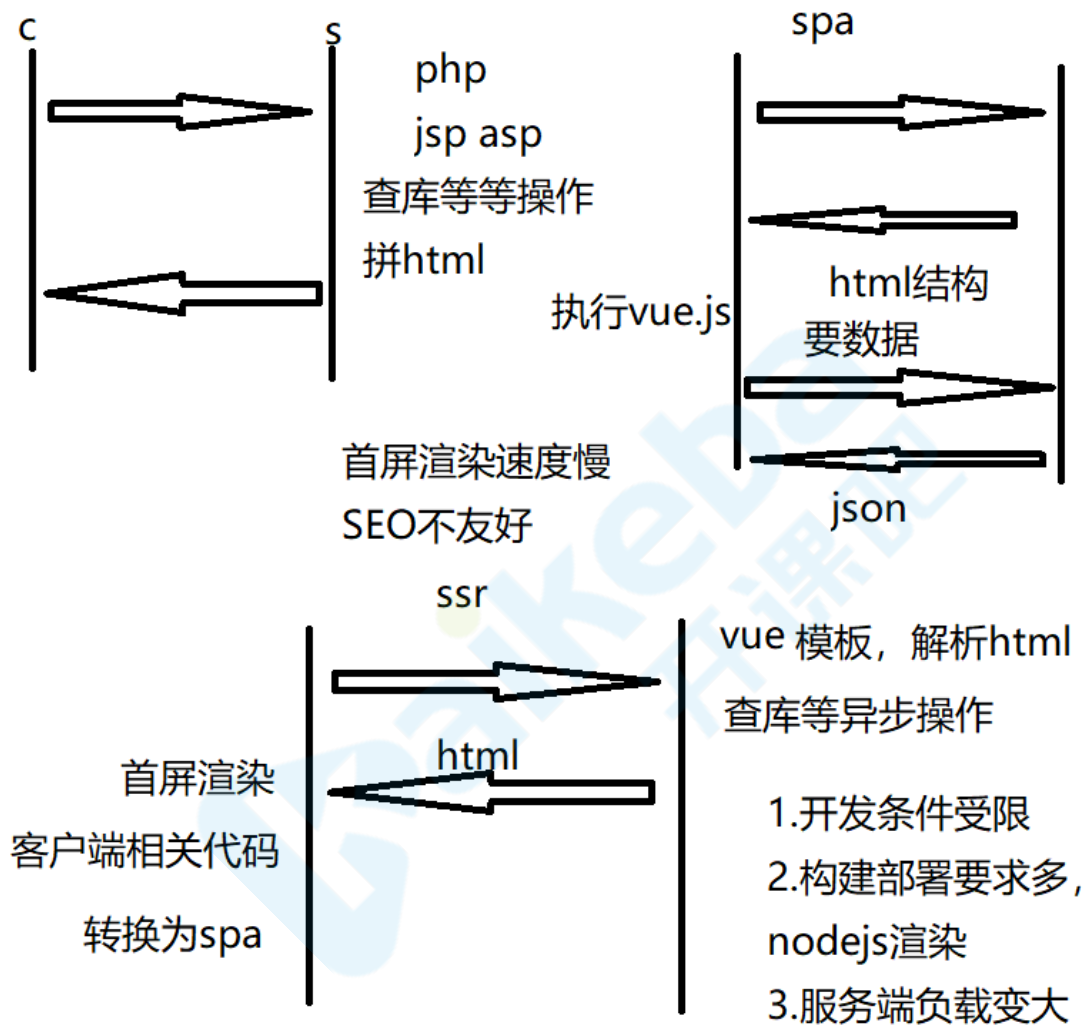 c
s
php
jsp asp
查库等等操作
拼html
spa
执行vue.js
html结构
要数据
json
首屏渲染速度慢
SEO不友好
ssr
html
首屏渲染
客户端相关代码
转换为spa
vue 模板，解析html
查库等异步操作
1.开发条件受限
2.构建部署要求多，
nodejs渲染
3.服务端负载变大
kaikeba
开课吧